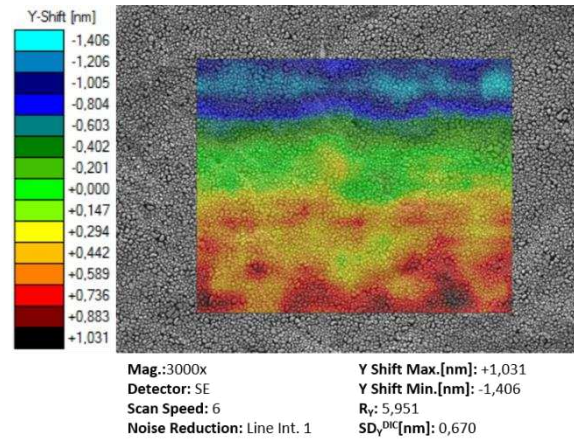 Y-Shift [nm]
-1,406
-1,206
-1,005
-0,804
-0,603
-0,402
-0,201
+0,000
+0,147
+0,294
+0,442
+0,589
+0,736
+0,883
+1,031
Mag.:3000x
Detector: SE
Scan Speed: 6
Noise Reduction: Line Int. 1
Y Shift Max.[nm]: +1,031
Y Shift Min.[nm]: -1,406
RY: 5,951
SDYDIC[nm]: 0,670